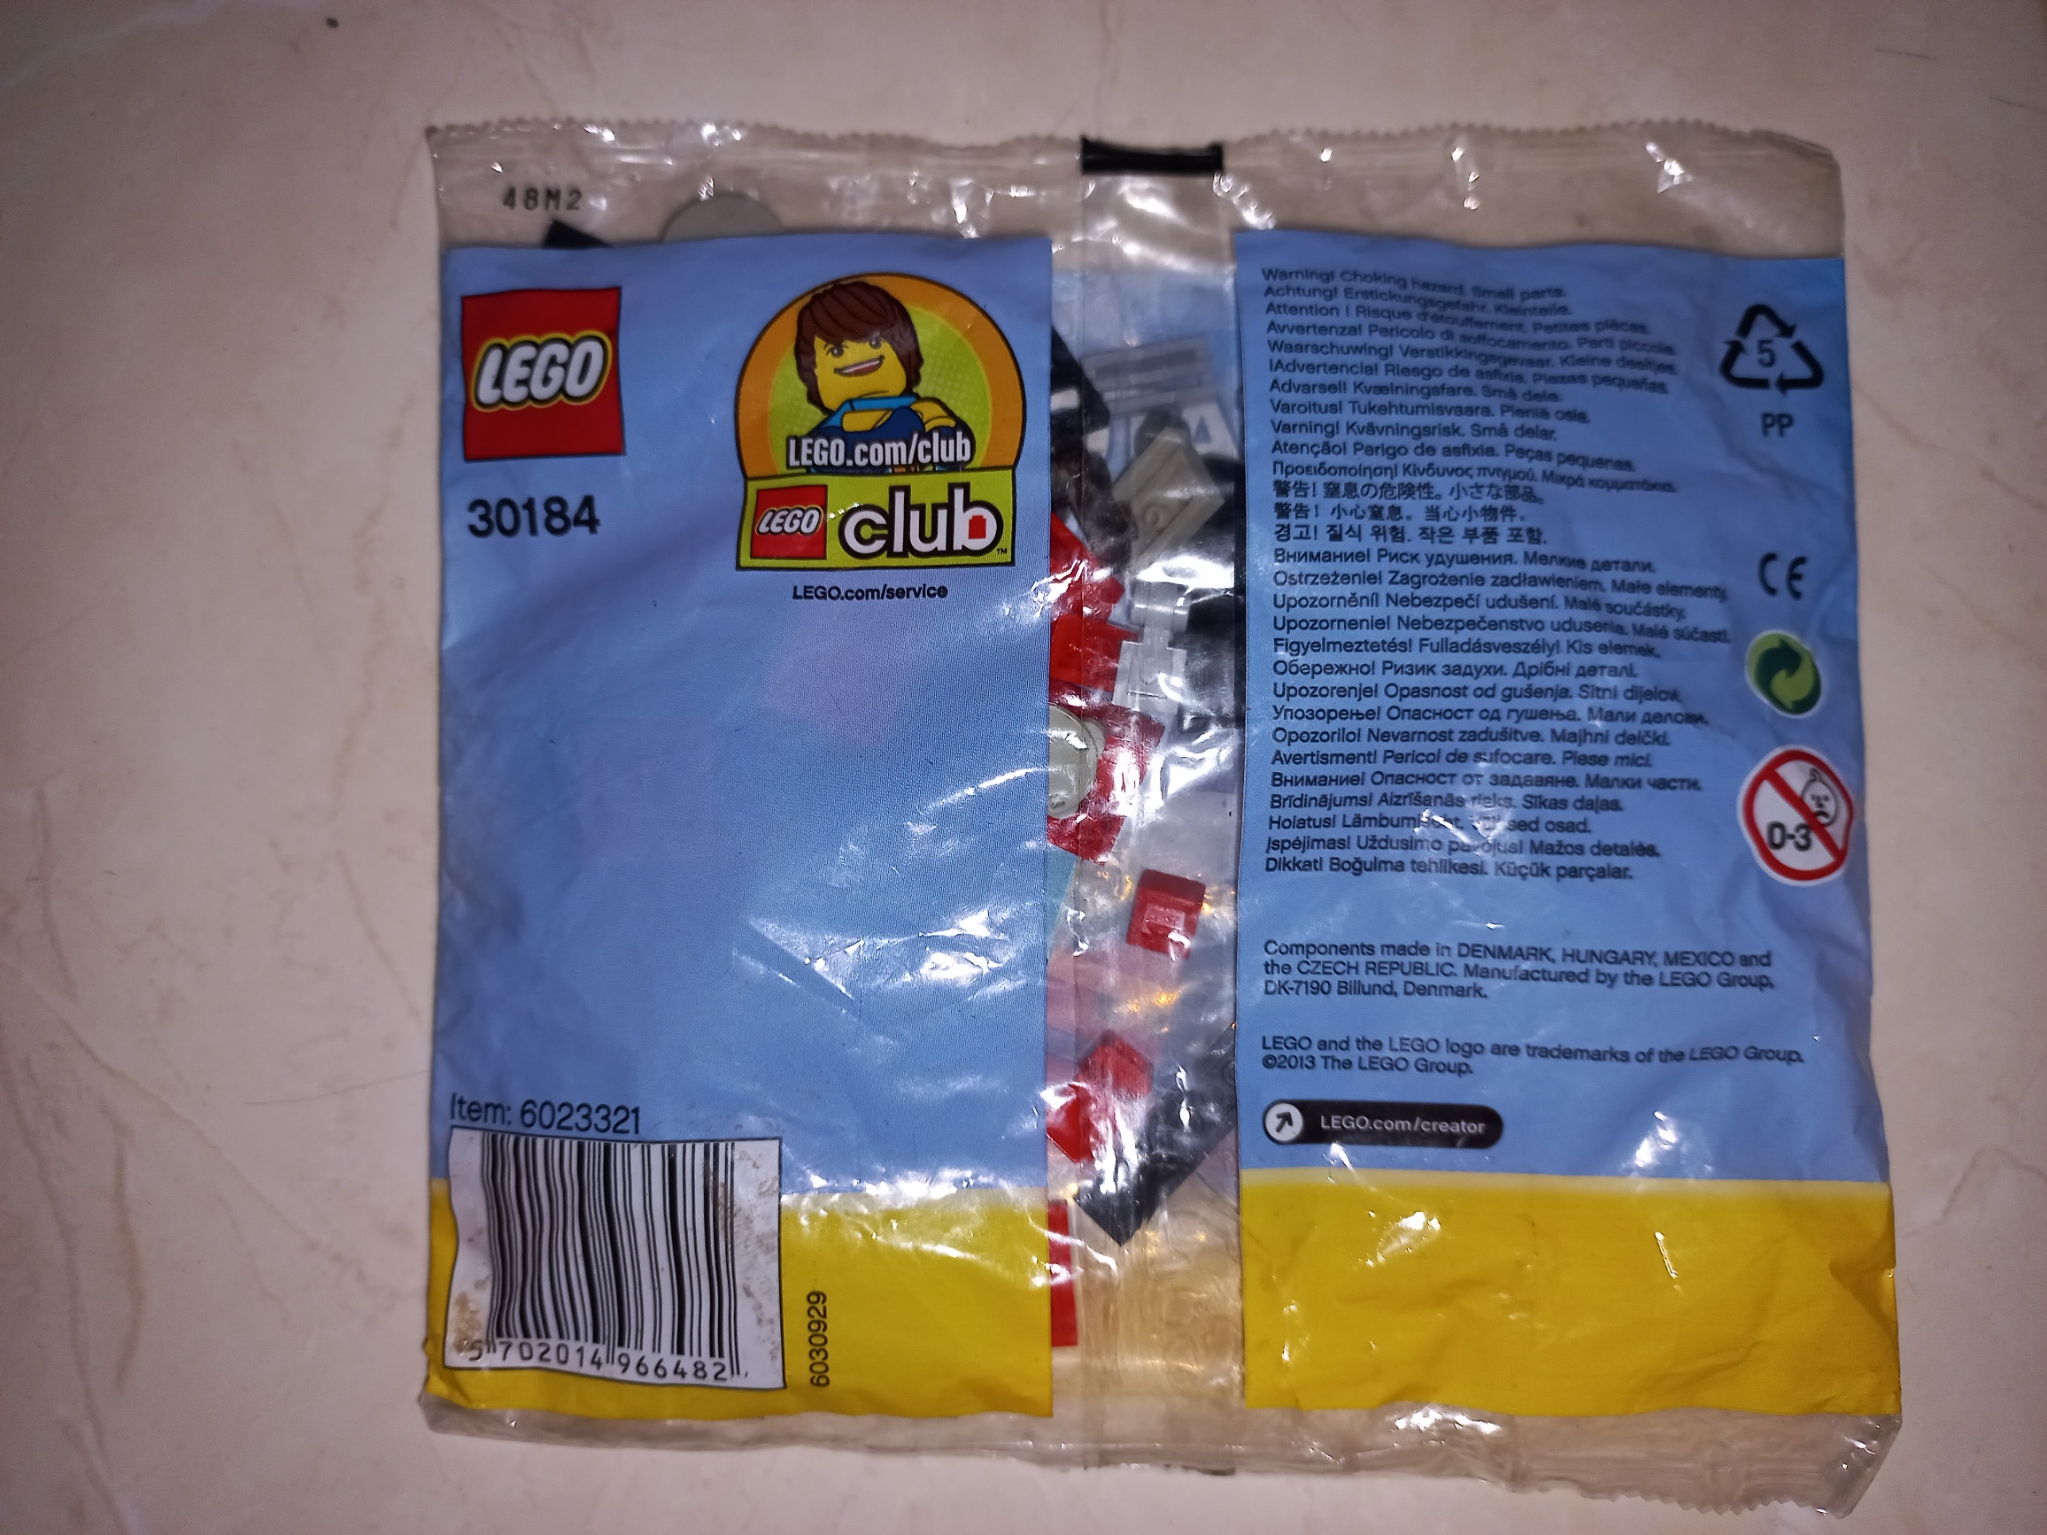 48M2
LEGO
30184
LEGO.com/club
LEGO club™
LEGO.com/service
Item: 6023321
5 702014 966482
6030929
Warning! Choking hazard. Small parts.
Achtung! Erstickungsgefahr. Kleinteile.
Attention ! Risque d'étouffement. Petites pièces.
Avvertenza! Pericolo di soffocamento. Parti piccole.
Waarschuwing! Verstikkingsgevaar. Kleine deeltjes.
¡Advertencia! Riesgo de asfixia. Piezas pequeñas.
Advarsel! Kvælningsfare. Små dele.
Varoitus! Tukehtumisvaara. Pieniä osia.
Varning! Kvävningsrisk. Små delar.
Atenção! Perigo de asfixia. Peças pequenas.
Προειδοποίηση! Κίνδυνος πνιγμού. Μικρά κομματάκια.
警告! 窒息の危険性。小さな部品。
警告! 小心窒息。当心小物件。
경고! 질식 위험. 작은 부품 포함.
Внимание! Риск удушения. Мелкие детали.
Ostrzeżenie! Zagrożenie zadławieniem. Małe elementy.
Upozornění! Nebezpečí udušení. Malé součástky.
Upozornenie! Nebezpečenstvo udusenia. Malé súčasti.
Figyelmeztetés! Fulladásveszély! Kis elemek.
Обережно! Ризик задухи. Дрібні деталі.
Upozorenje! Opasnost od gušenja. Sitni dijelovi.
Упозорење! Опасност од гушења. Мали делови.
Opozorilo! Nevarnost zadušitve. Majhni delčki.
Avertisment! Pericol de sufocare. Piese mici.
Внимание! Опасност от задавяне. Малки части.
Brīdinājums! Aizrīšanās risks. Sīkas daļas.
Hoiatus! Lämbumisoht. Väikesed osad.
Įspėjimas! Uždusimo pavojus! Mažos detalės.
Dikkat! Boğulma tehlikesi. Küçük parçalar.
5
PP
CE
0-3
Components made in DENMARK, HUNGARY, MEXICO and
the CZECH REPUBLIC. Manufactured by the LEGO Group,
DK-7190 Billund, Denmark.
LEGO and the LEGO logo are trademarks of the LEGO Group.
©2013 The LEGO Group.
LEGO.com/creator